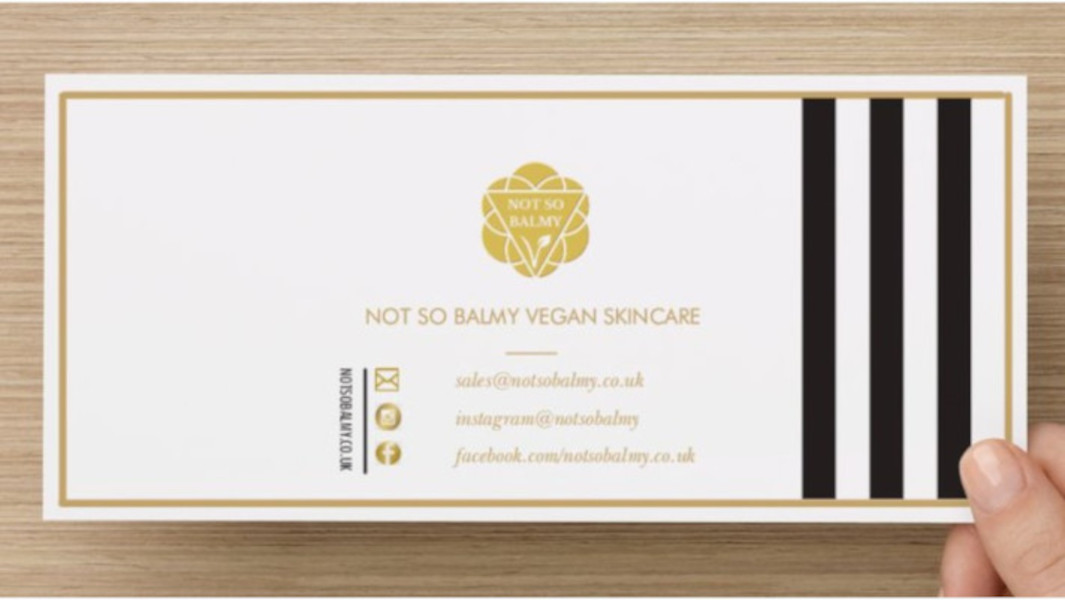 NOT SO
BALMY
NOT SO BALMY VEGAN SKINCARE
NOTSOBALMY.CO.UK
sales@notsobalmy.co.uk
instagram@notsobalmy
facebook.com/notsobalmy.co.uk